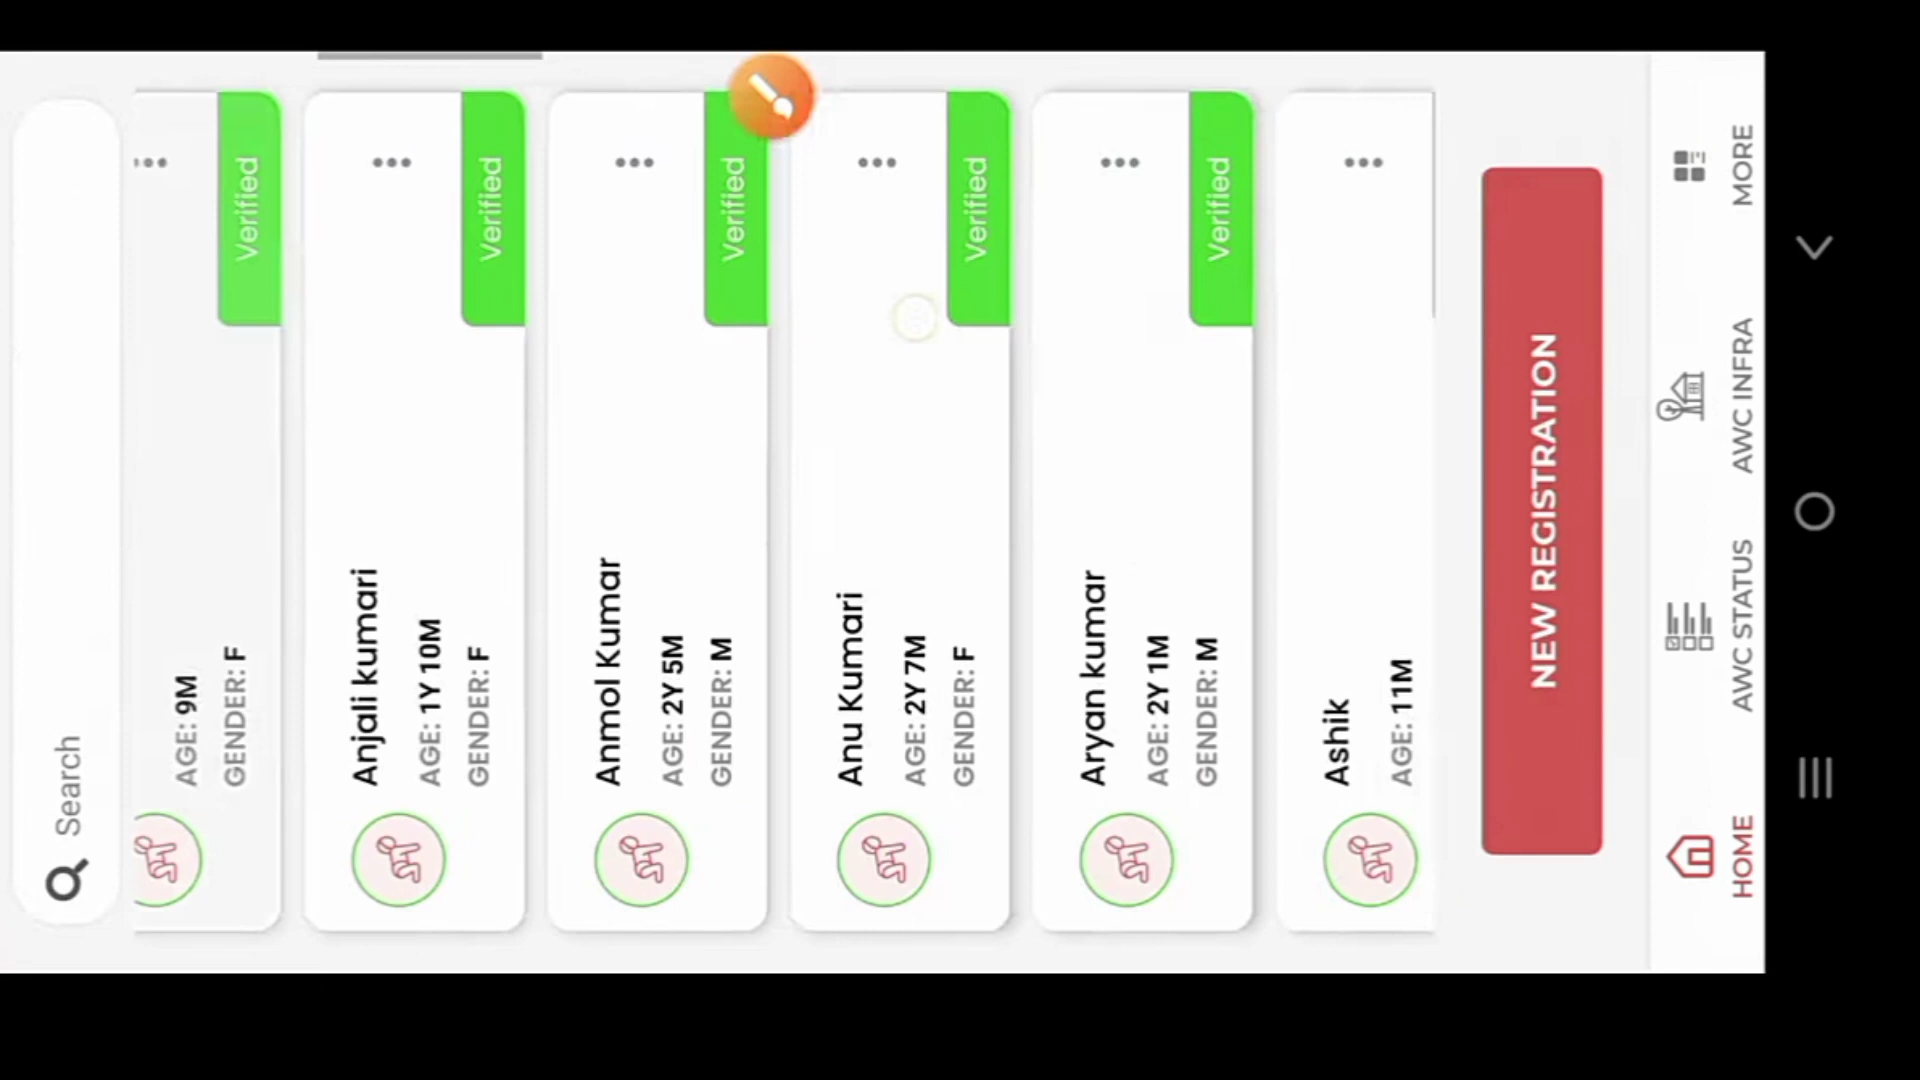 Search
AGE: 9M
GENDER: F
Verified
Anjali kumari
AGE: 1Y 10M
GENDER: F
Verified
Anmol Kumar
AGE: 2Y 5M
GENDER: M
Verified
Anu Kumari
AGE: 2Y 7M
GENDER: F
Verified
Aryan kumar
AGE: 2Y 1M
GENDER: M
Verified
Ashik
AGE: 11M
NEW REGISTRATION
HOME
AWC STATUS
AWC INFRA
MORE